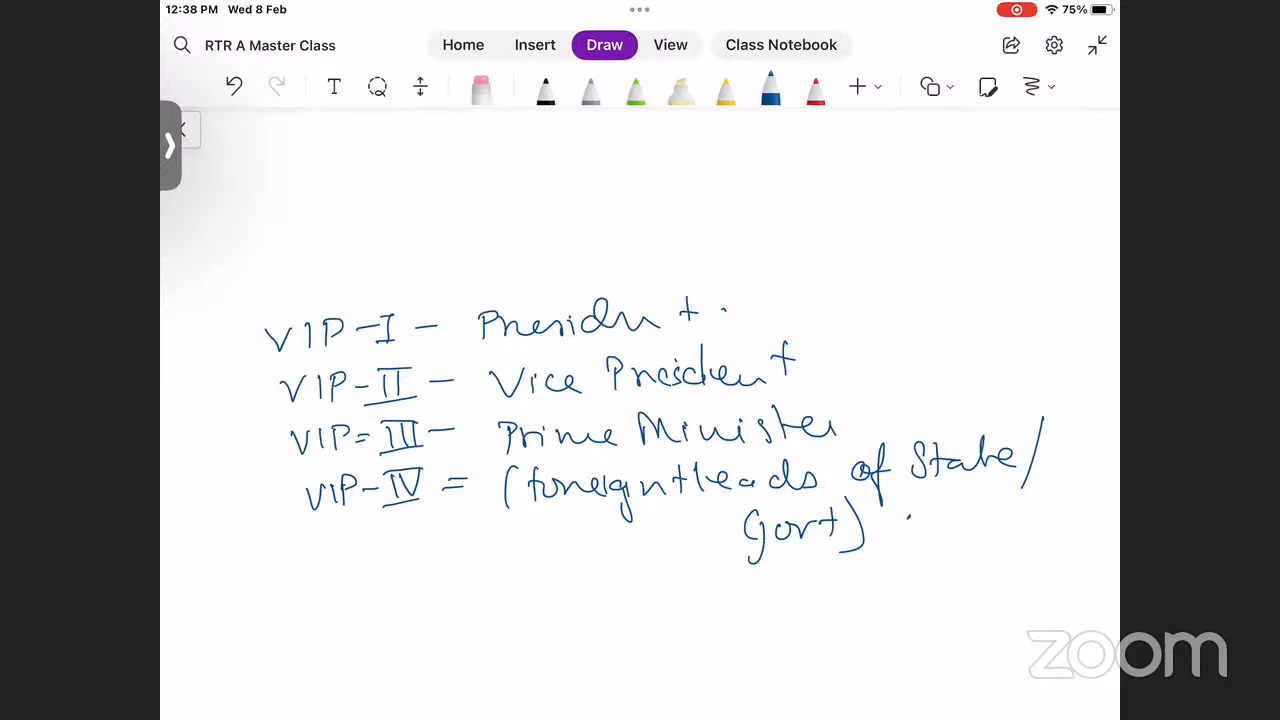 12:38 PM Wed 8 Feb
75%
RTR A Master Class
Home Insert Draw View Class Notebook
T
VIP-I - President.
VIP-II - Vice President
VIP-III - Prime Minister
VIP-IV = (foreign Heads of State/
Govt).
zoom